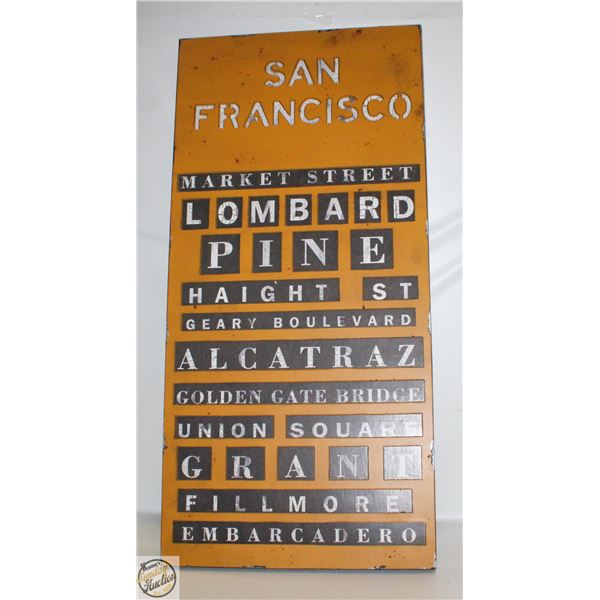 SAN
FRANCISCO
MARKET STREET
LOMBARD
PINE
HAIGHT ST
GEARY BOULEVARD
ALCATRAZ
GOLDEN GATE BRIDGE
UNION SQUARE
GRANT
FILLMORE
EMBARCADERO
Auction